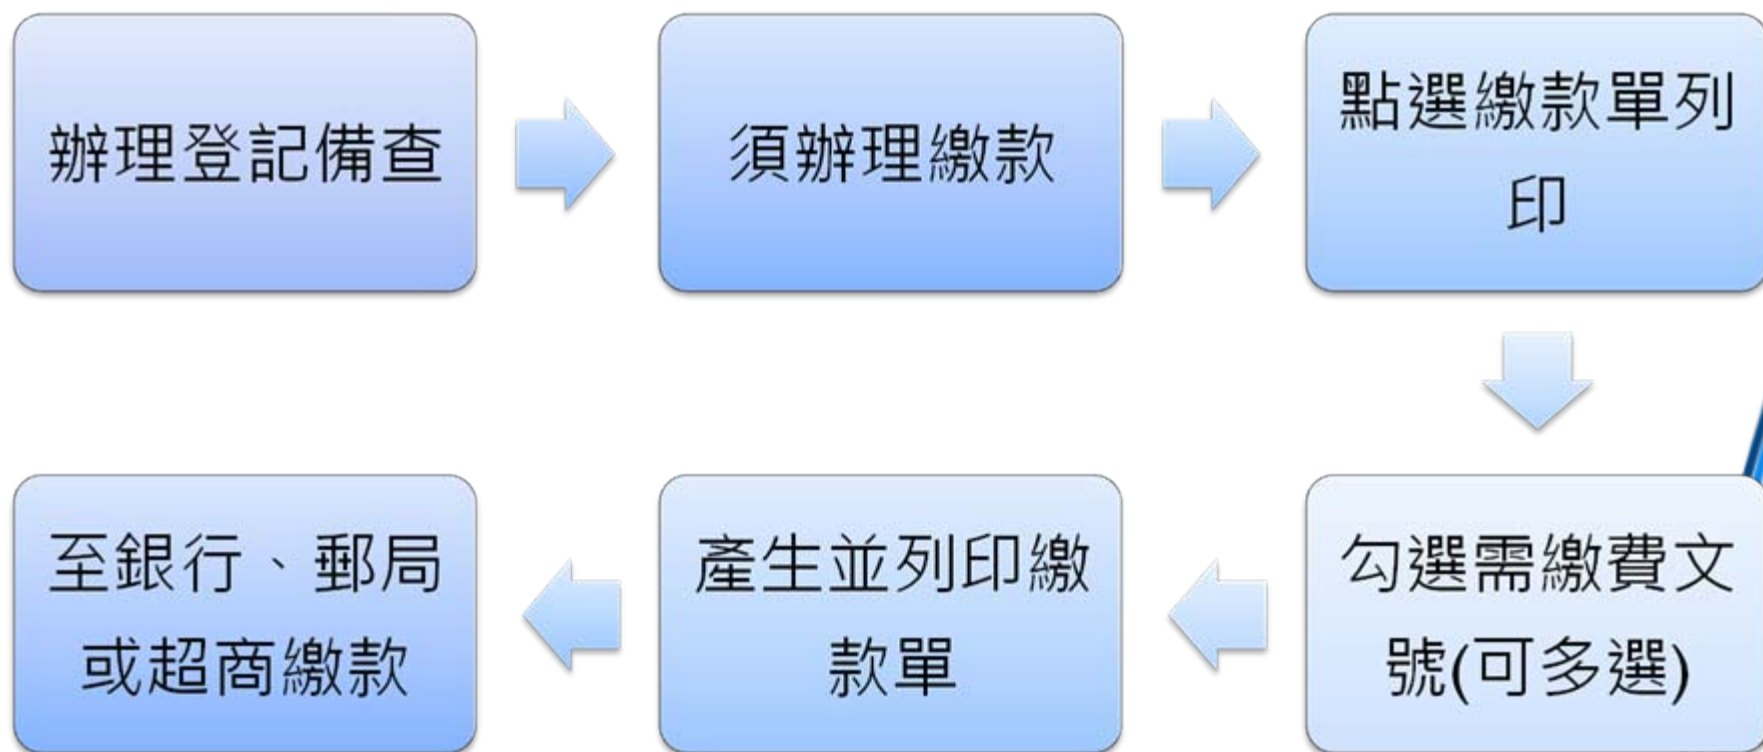 辦理登記備查
須辦理繳款
點選繳款單列
印
勾選需繳費文
號(可多選)
產生並列印繳
款單
至銀行、郵局
或超商繳款